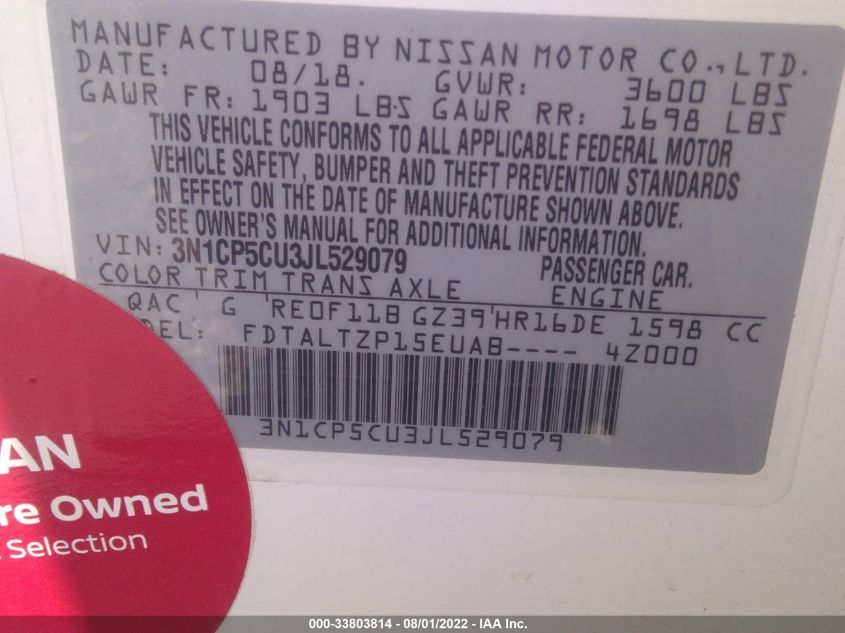 MANUFACTURED BY NISSAN MOTOR CO., LTD.
DATE: 08/18. GVWR: 3600 LBS
GAWR FR: 1903 LBS GAWR RR: 1698 LBS
THIS VEHICLE CONFORMS TO ALL APPLICABLE FEDERAL MOTOR
VEHICLE SAFETY, BUMPER AND THEFT PREVENTION STANDARDS
IN EFFECT ON THE DATE OF MANUFACTURE SHOWN ABOVE.
SEE OWNER'S MANUAL FOR ADDITIONAL INFORMATION.
VIN: 3N1CP5CU3JL529079 PASSENGER CAR.
COLOR TRIM TRANS AXLE ENGINE
QAC ' G 'RE0F11B GZ39'HR16DE 1598 CC
DEL: FDTALTZP15EUAB---- 4Z000
3N1CP5CU3JL529079
AN
re Owned
Selection
000-33803814 - 08/01/2022 - IAA Inc.